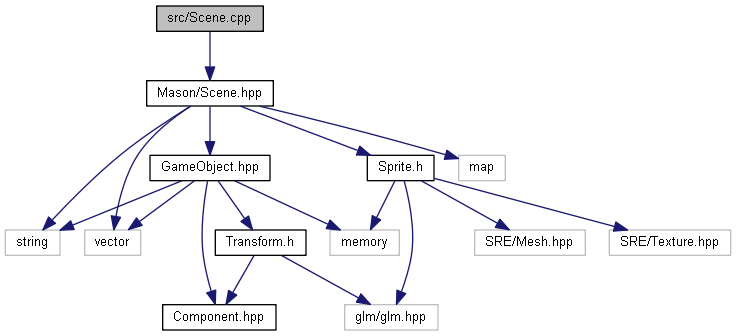 src/Scene.cpp
Mason/Scene.hpp
GameObject.hpp
Sprite.h
map
string
vector
Transform.h
memory
SRE/Mesh.hpp
SRE/Texture.hpp
Component.hpp
glm/glm.hpp